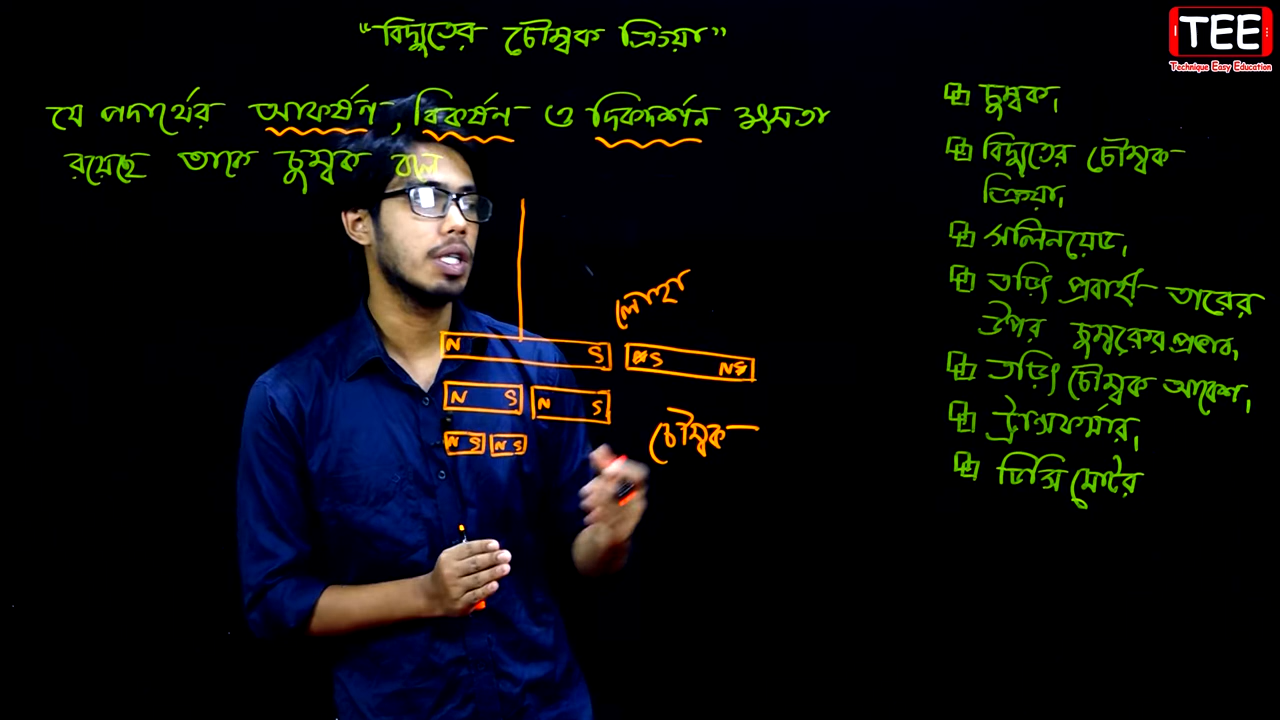 "বিদ্যুতের চৌম্বক ক্রিয়া"
যে পদার্থের আকর্ষণ, বিকর্ষণ ও দিকদর্শন ক্ষমতা
রয়েছে তাকে চুম্বক বলে
লোহা
N S S N
N S N S
চৌম্বক
N S N S
TEE
Technique Easy Education
চুম্বক।
বিদ্যুতের চৌম্বক
ক্রিয়া।
সলিনয়েড।
তড়িৎ প্রবাহী তারের
উপর চুম্বকের প্রভাব।
তড়িৎ চৌম্বক আবেশ।
ট্রান্সফর্মার।
ডিসি মোটর